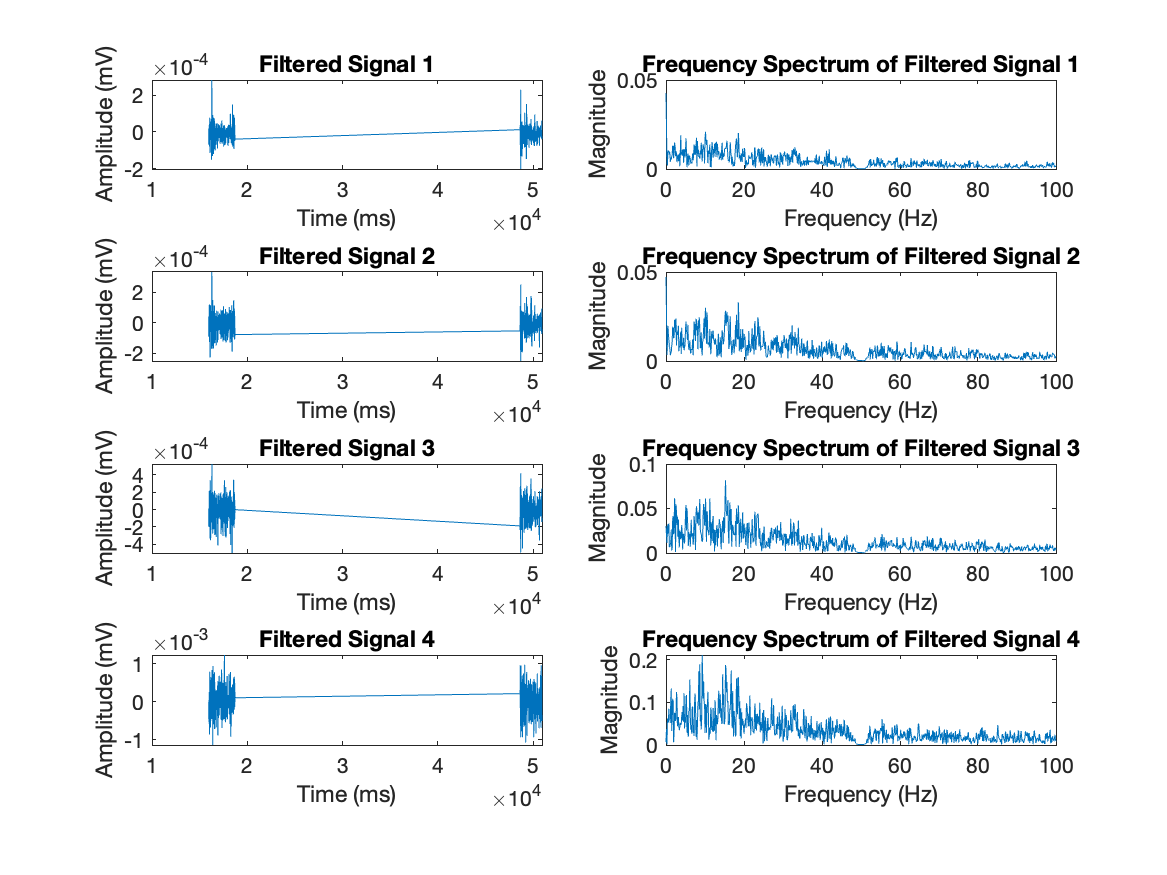 ×10-4
Filtered Signal 1
Amplitude (mV)
2
0
-2
1 2 3 4 5
Time (ms)
×104
Frequency Spectrum of Filtered Signal 1
Magnitude
0.05
0
0 20 40 60 80 100
Frequency (Hz)
×10-4
Filtered Signal 2
Amplitude (mV)
2
0
-2
1 2 3 4 5
Time (ms)
×104
Frequency Spectrum of Filtered Signal 2
Magnitude
0.05
0
0 20 40 60 80 100
Frequency (Hz)
×10-4
Filtered Signal 3
Amplitude (mV)
4
2
0
-2
-4
1 2 3 4 5
Time (ms)
×104
Frequency Spectrum of Filtered Signal 3
Magnitude
0.1
0.05
0
0 20 40 60 80 100
Frequency (Hz)
×10-3
Filtered Signal 4
Amplitude (mV)
1
0
-1
1 2 3 4 5
Time (ms)
×104
Frequency Spectrum of Filtered Signal 4
Magnitude
0.2
0.1
0
0 20 40 60 80 100
Frequency (Hz)